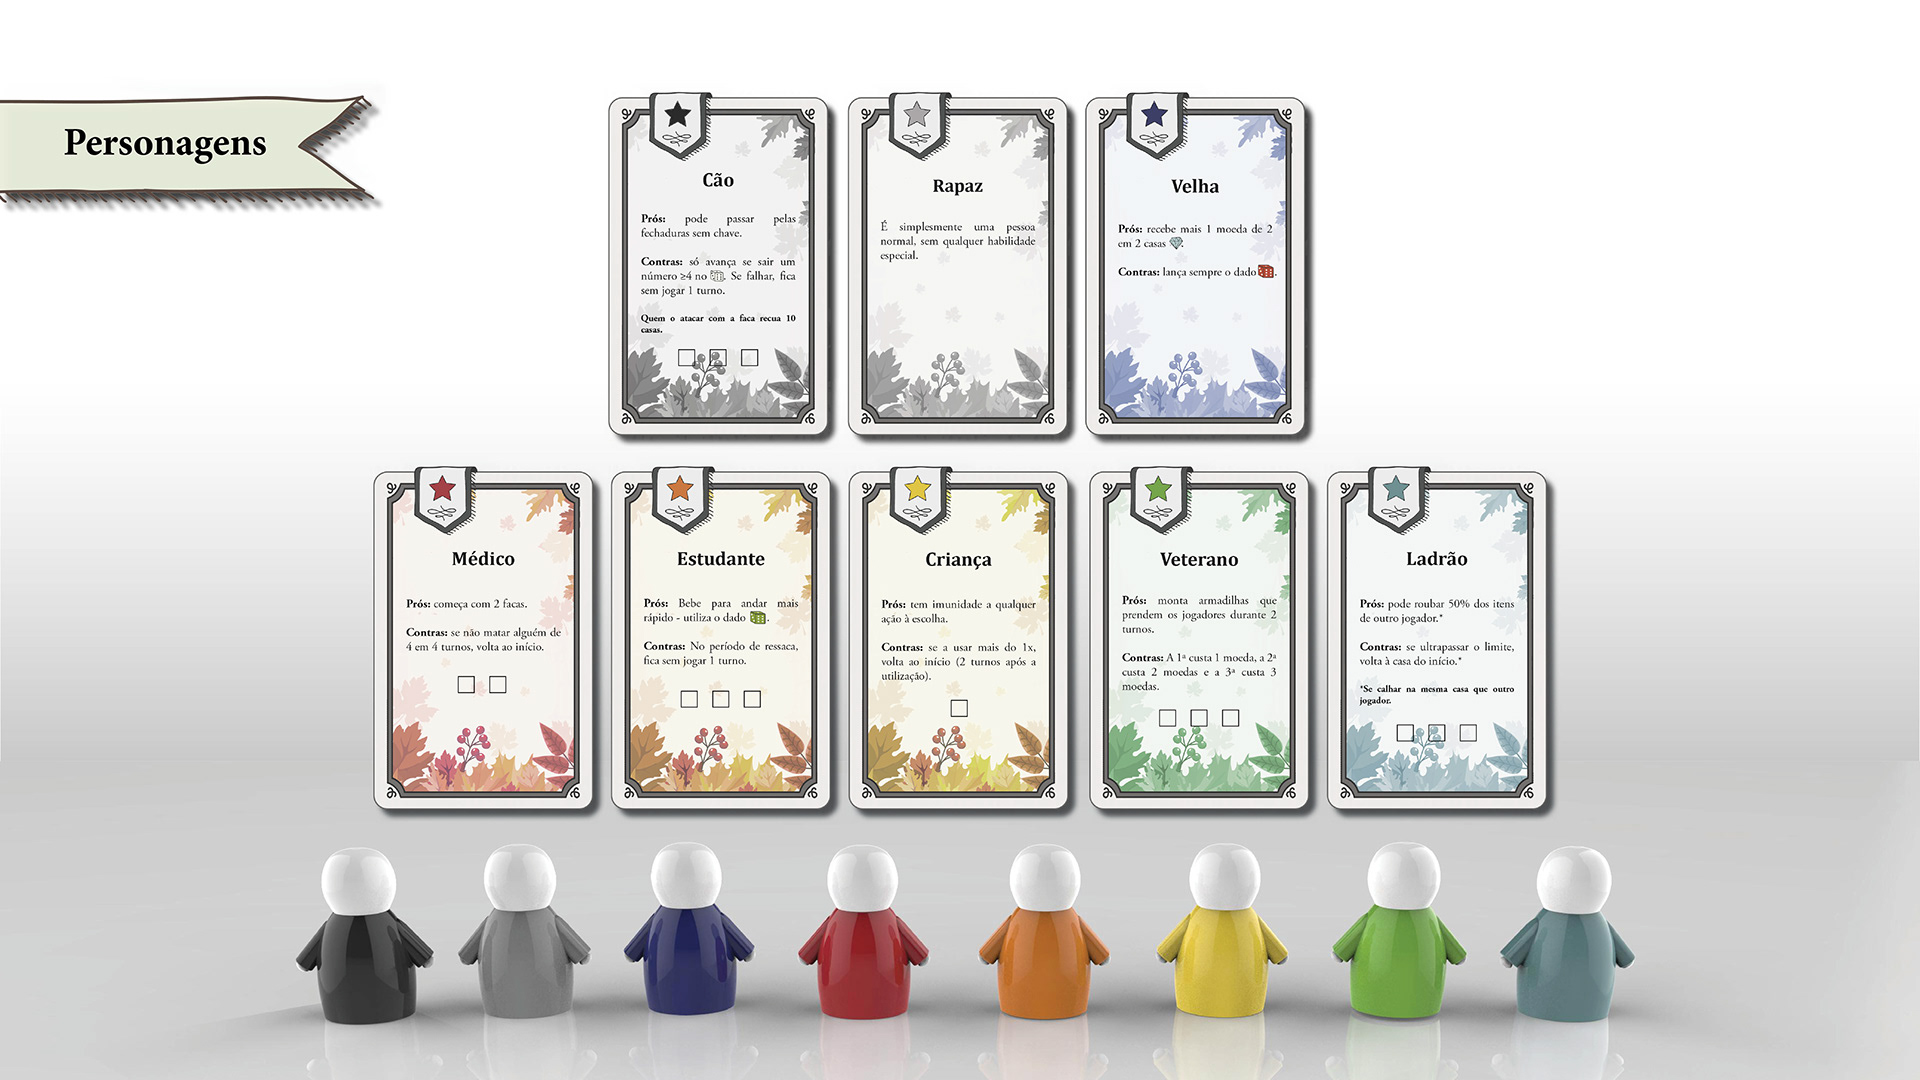 Personagens
Cão
Prós: pode passar pelas
fechaduras sem chave.
Contras: só avança se sair um
número ≥4 no . Se falhar, fica
sem jogar 1 turno.
Quem o atacar com a faca recua 10
casas.
Rapaz
É simplesmente uma pessoa
normal, sem qualquer habilidade
especial.
Velha
Prós: recebe mais 1 moeda de 2
em 2 casas .
Contras: lança sempre o dado .
Médico
Prós: começa com 2 facas.
Contras: se não matar alguém de
4 em 4 turnos, volta ao início.
Estudante
Prós: Bebe para andar mais
rápido - utiliza o dado .
Contras: No período de ressaca,
fica sem jogar 1 turno.
Criança
Prós: tem imunidade a qualquer
ação à escolha.
Contras: se a usar mais do 1x,
volta ao início (2 turnos após a
utilização).
Veterano
Prós: monta armadilhas que
prendem os jogadores durante 2
turnos.
Contras: A 1ª custa 1 moeda, a 2ª
custa 2 moedas e a 3ª custa 3
moedas.
Ladrão
Prós: pode roubar 50% dos itens
de outro jogador.*
Contras: se ultrapassar o limite,
volta à casa do início.*
*Se calhar na mesma casa que outro
jogador.